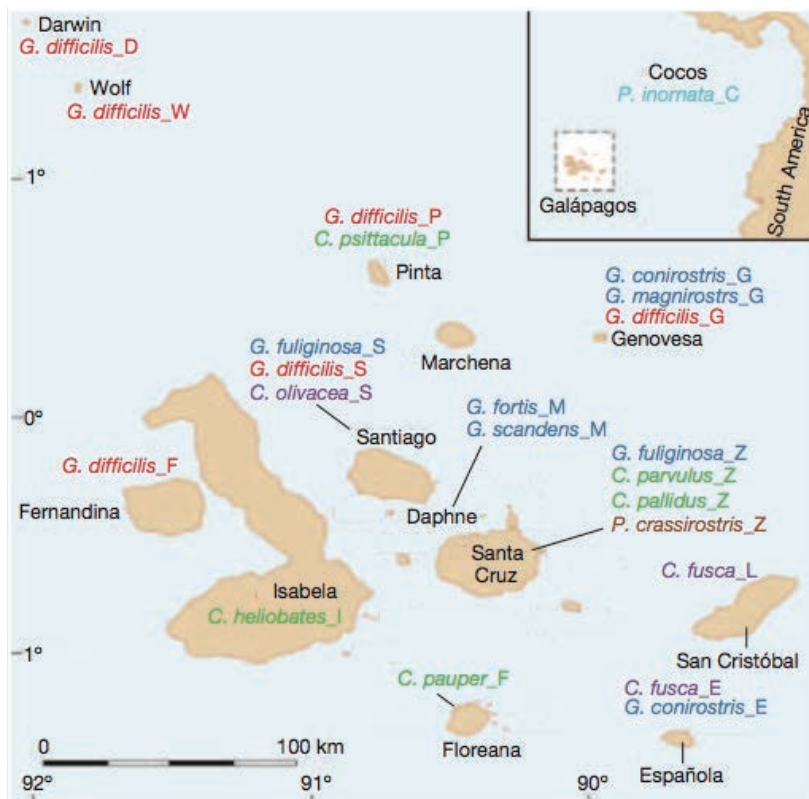 Darwin
G. difficilis_D
Wolf
G. difficilis_W
Cocos
P. inornata_C
Galápagos
South America
1°
G. difficilis_P
C. psittacula_P
Pinta
G. conirostris_G
G. magnirostrs_G
G. difficilis_G
Genovesa
Marchena
G. fuliginosa_S
G. difficilis_S
C. olivacea_S
Santiago
0°
G. fortis_M
G. scandens_M
Daphne
G. fuliginosa_Z
C. parvulus_Z
C. pallidus_Z
P. crassirostris_Z
Santa
Cruz
G. difficilis_F
Fernandina
Isabela
C. heliobates_I
C. fusca_L
San Cristóbal
1°
C. pauper_F
Floreana
C. fusca_E
G. conirostris_E
Española
0
100 km
92°
91°
90°